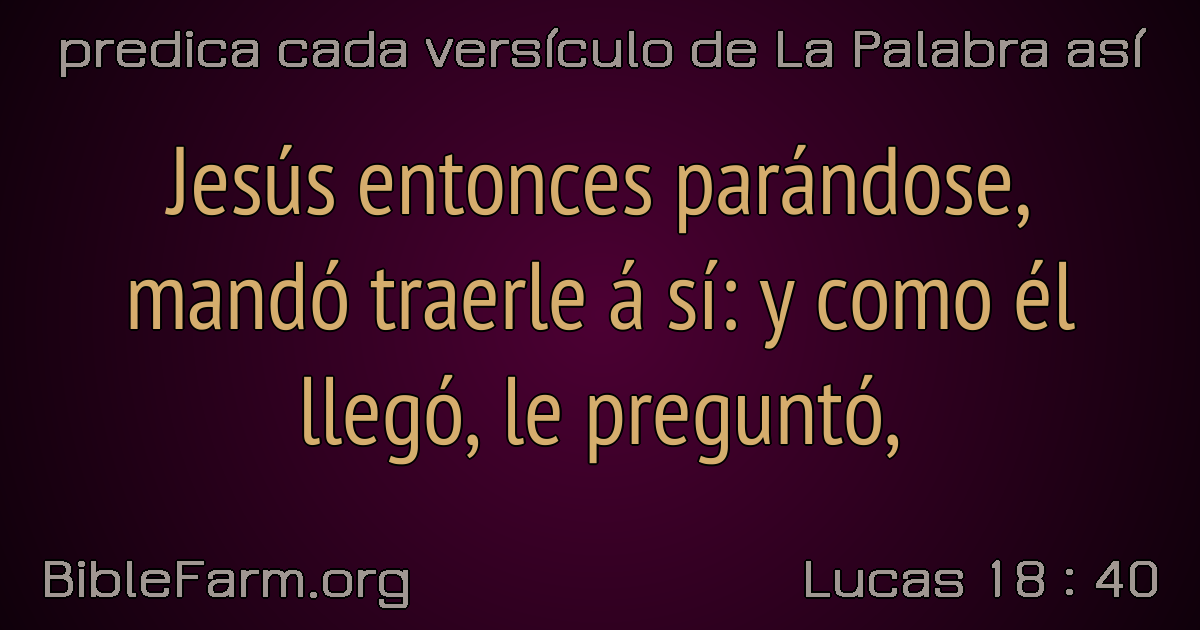 predica cada versículo de La Palabra así
Jesús entonces parándose,
mandó traerle á sí: y como él
llegó, le preguntó,
BibleFarm.org
Lucas 18 : 40